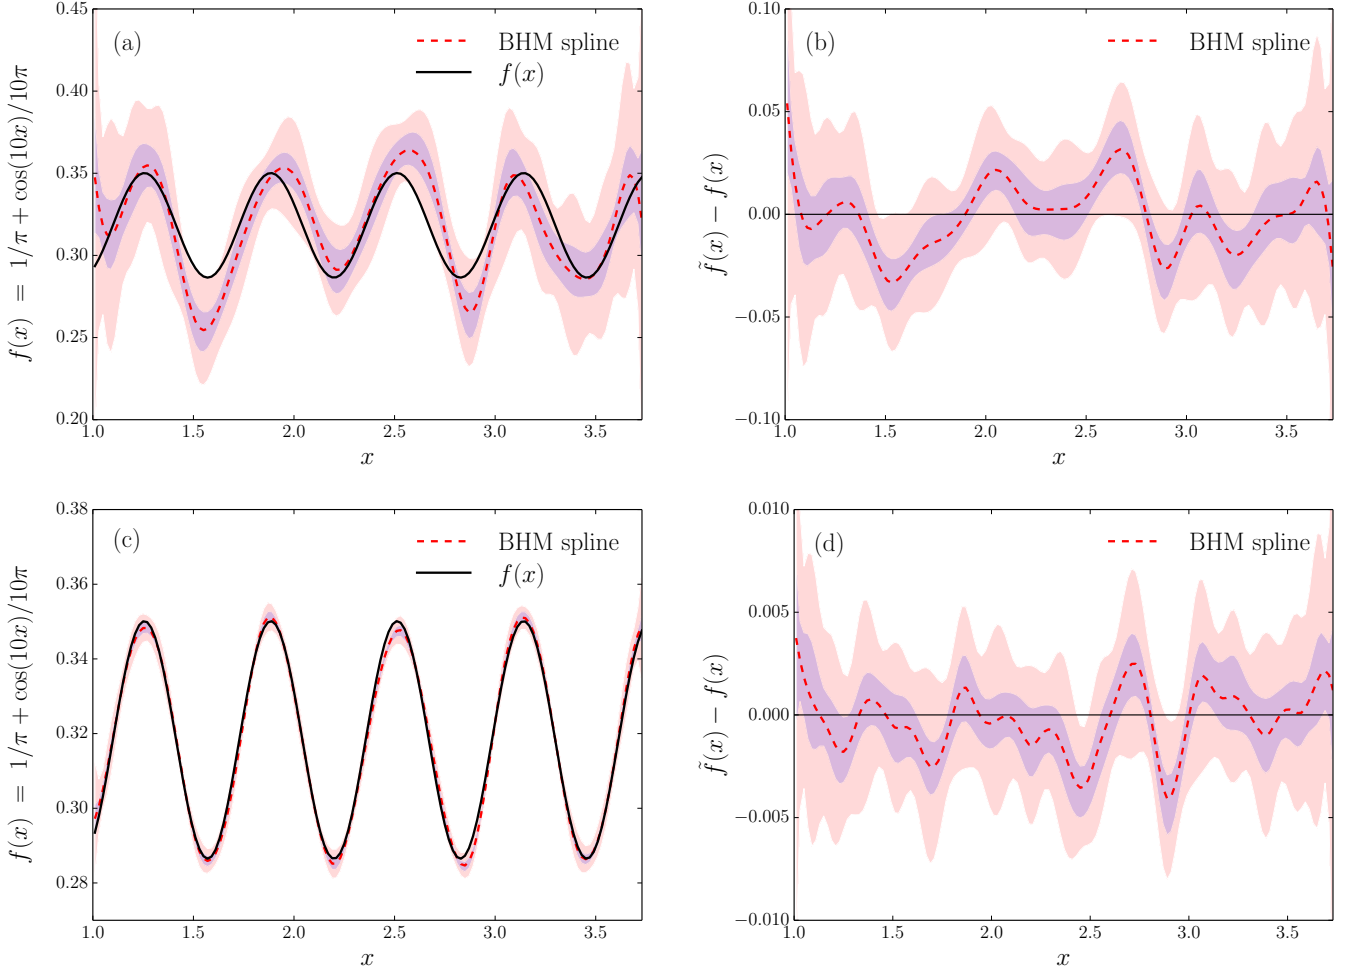 (a)
BHM spline
f(x)
0.45
0.40
0.35
0.30
0.25
0.20
1.0
1.5
2.0
2.5
3.0
3.5
x
f(x) = 1/π + cos(10x)/10π
(b)
BHM spline
0.10
0.05
0.00
−0.05
−0.10
1.0
1.5
2.0
2.5
3.0
3.5
x
f̃(x) − f(x)
(c)
BHM spline
f(x)
0.38
0.36
0.34
0.32
0.30
0.28
1.0
1.5
2.0
2.5
3.0
3.5
x
f(x) = 1/π + cos(10x)/10π
(d)
BHM spline
0.010
0.005
0.000
−0.005
−0.010
1.0
1.5
2.0
2.5
3.0
3.5
x
f̃(x) − f(x)